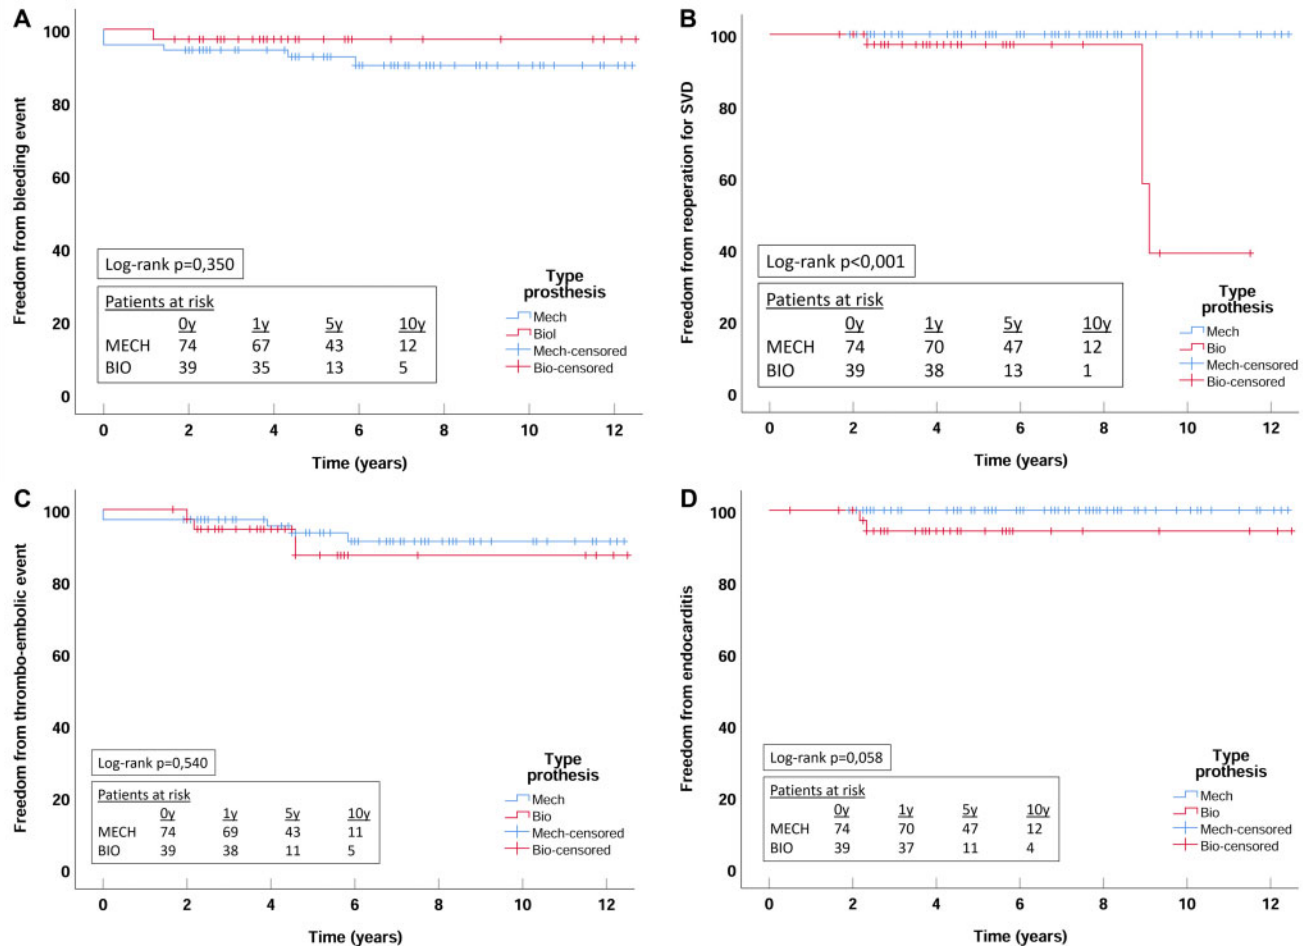 A
Freedom from bleeding event
100
80
60
40
20
0
Log-rank p=0,350
Patients at risk
0y 1y 5y 10y
MECH 74 67 43 12
BIO 39 35 13 5
Type
prosthesis
Mech
Biol
Mech-censored
Bio-censored
0 2 4 6 8 10 12
Time (years)
B
Freedom from reoperation for SVD
100
80
60
40
20
0
Log-rank p<0,001
Patients at risk
0y 1y 5y 10y
MECH 74 70 47 12
BIO 39 38 13 1
Type
prothesis
Mech
Bio
Mech-censored
Bio-censored
0 2 4 6 8 10 12
Time (years)
C
Freedom from thrombo-embolic event
100
80
60
40
20
0
Log-rank p=0,540
Patients at risk
0y 1y 5y 10y
MECH 74 69 43 11
BIO 39 38 11 5
Type
prothesis
Mech
Bio
Mech-censored
Bio-censored
0 2 4 6 8 10 12
Time (years)
D
Freedom from endocarditis
100
80
60
40
20
0
Log-rank p=0,058
Patients at risk
0y 1y 5y 10y
MECH 74 70 47 12
BIO 39 37 11 4
Type
prothesis
Mech
Bio
Mech-censored
Bio-censored
0 2 4 6 8 10 12
Time (years)